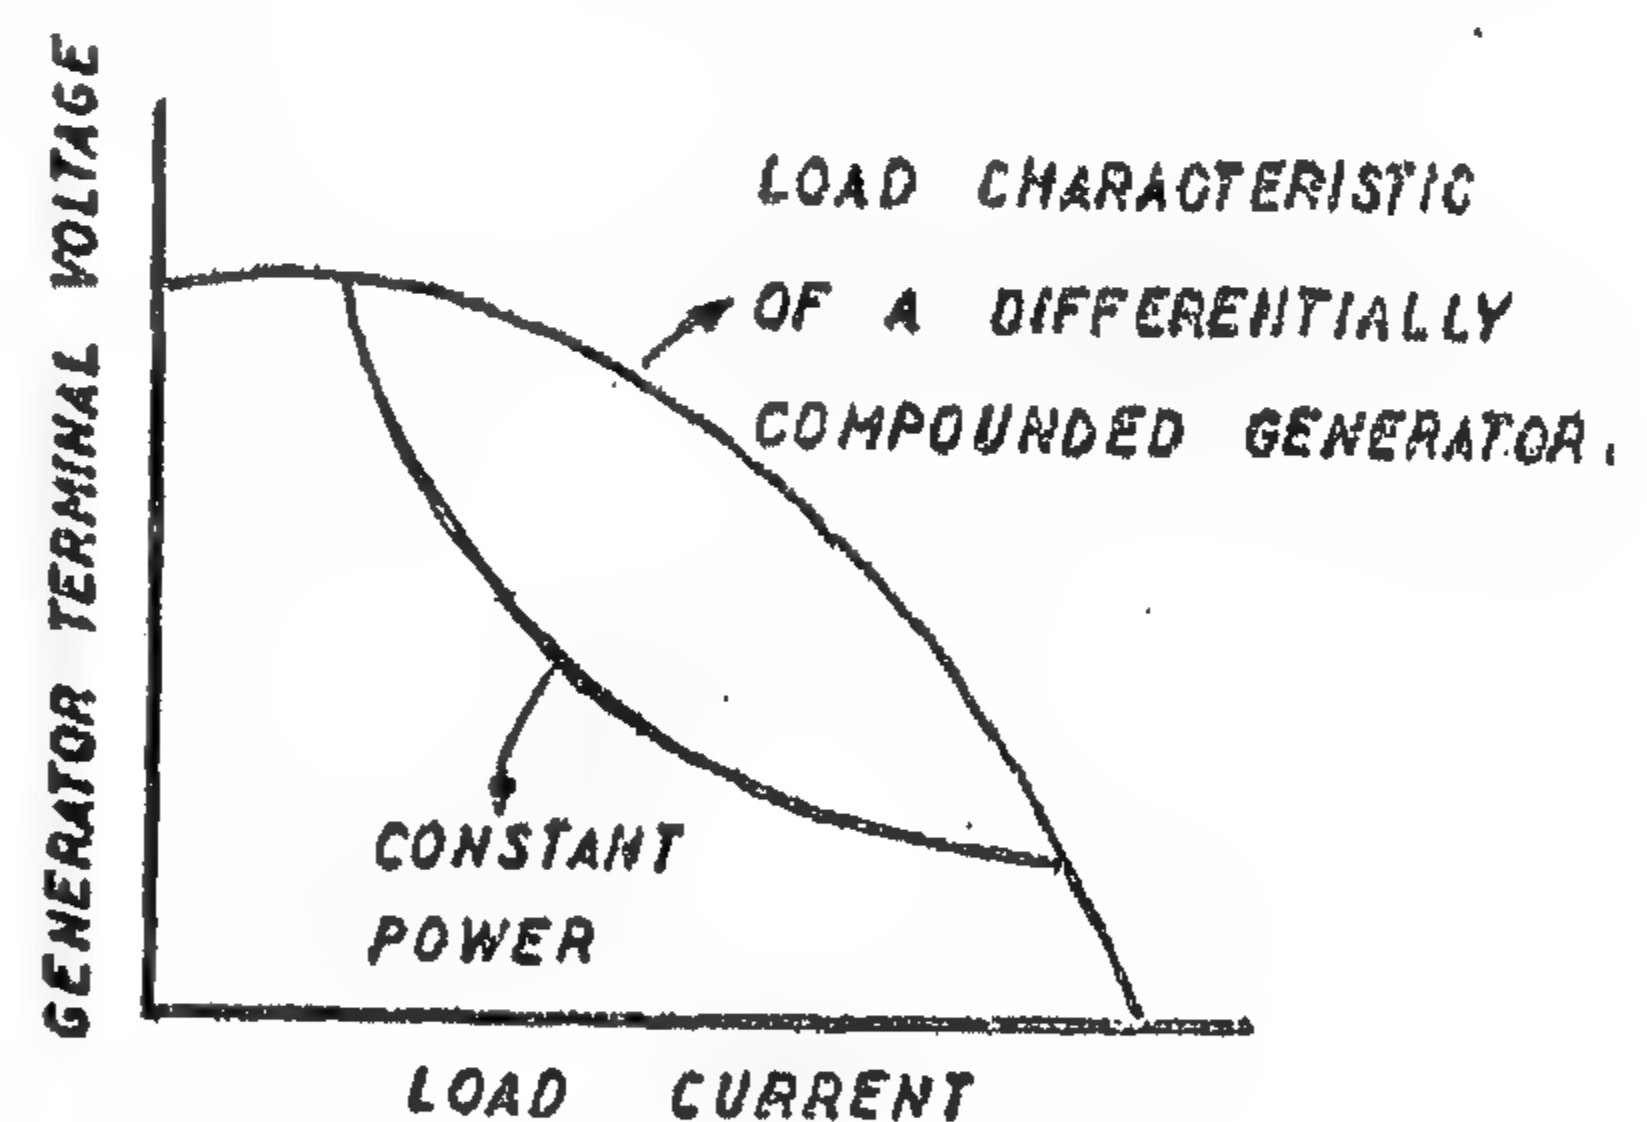 GENERATOR TERMINAL VOLTAGE
LOAD CHARACTERISTIC
OF A DIFFERENTIALLY
COMPOUNDED GENERATOR.
CONSTANT
POWER
LOAD CURRENT